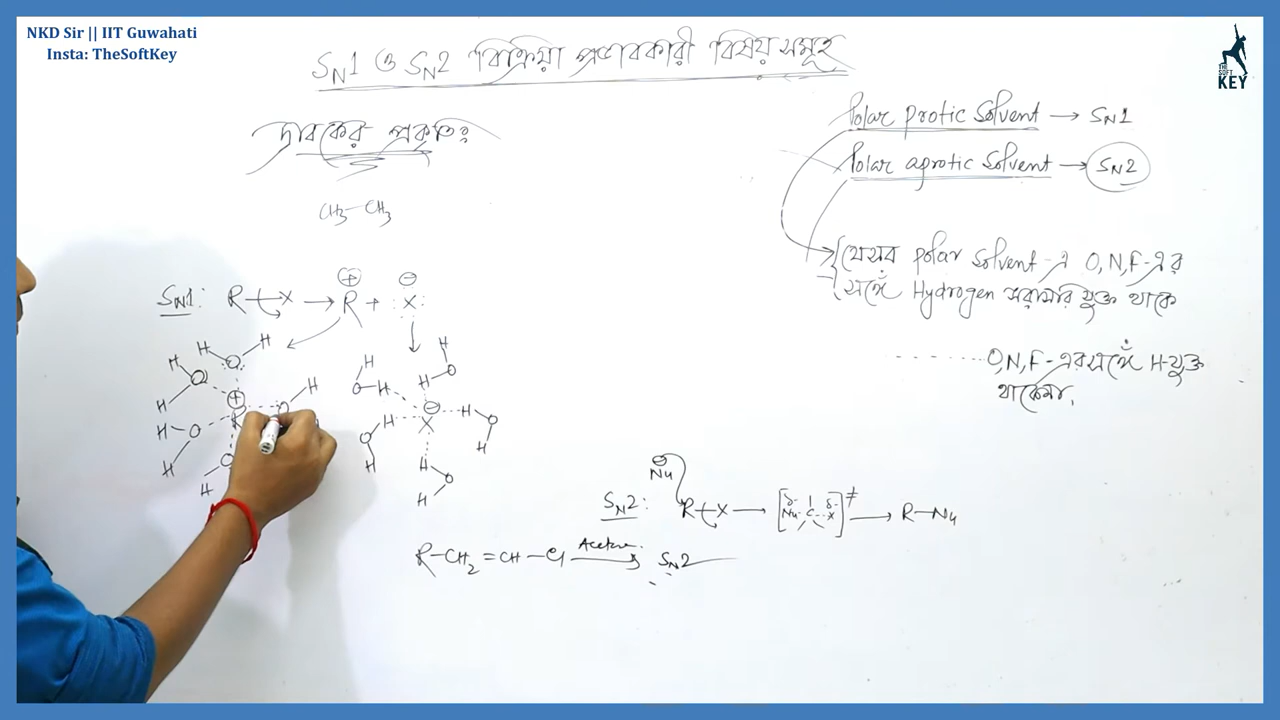 NKD Sir || IIT Guwahati
Insta: TheSoftKey
THE SOFT KEY
SN1 ও SN2 বিক্রিয়া প্রভাবকারী বিষয় সমূহ
দ্রাবকের প্রকৃতিঃ
Polar protic solvent → SN1
Polar aprotic solvent → SN2
CH3-CH3
যেসব polar solvent-এ O,N,F-এর
সঙ্গে Hydrogen সরাসরি যুক্ত থাকে
SN1: R-X → R⊕ + X⊖
O,N,F-এর সঙ্গে H-যুক্ত
থাকেনা,
H H O
H O H
⊕ R
O H
H-O
H
O H
H O
H O-H
⊖ X
H-O
H
H O
H
H O
H
⊖
Nu
SN2: R-X → [δ- Nu---C---X δ-]≠ → R-Nu
R-CH2=CH-Cl Acetone → SN2